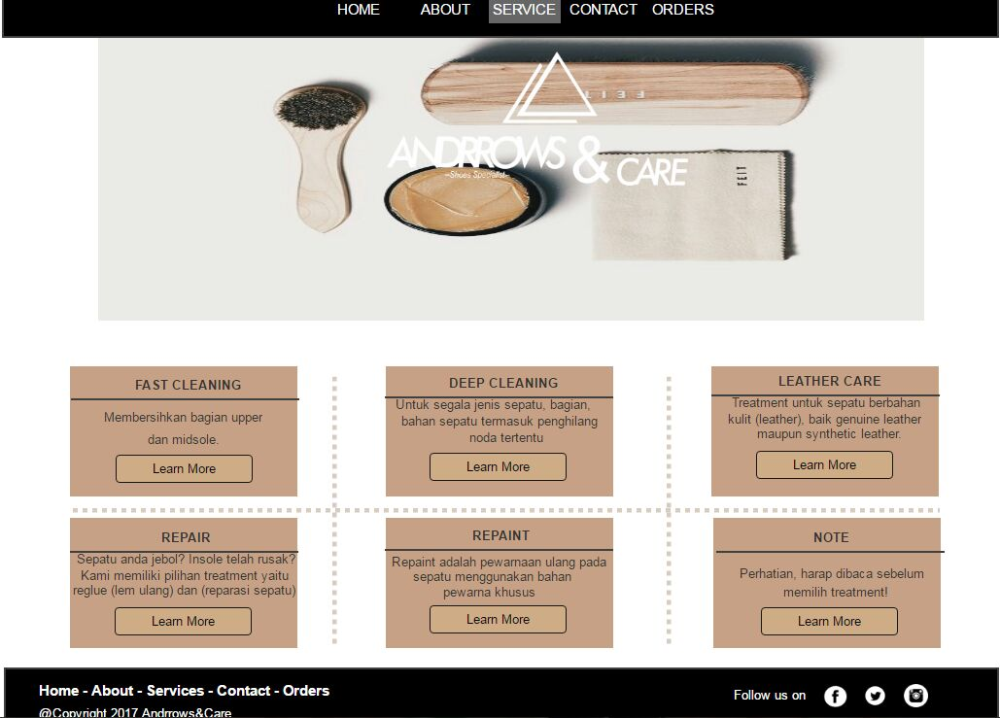 HOME ABOUT SERVICE CONTACT ORDERS
FEIT
ANDRROWS & CARE
~Shoes Specialist~
FEIT
FAST CLEANING
Membersihkan bagian upper
dan midsole.
Learn More
DEEP CLEANING
Untuk segala jenis sepatu, bagian,
bahan sepatu termasuk penghilang
noda tertentu
Learn More
LEATHER CARE
Treatment untuk sepatu berbahan
kulit (leather), baik genuine leather
maupun synthetic leather.
Learn More
REPAIR
Sepatu anda jebol? Insole telah rusak?
Kami memiliki pilihan treatment yaitu
reglue (lem ulang) dan (reparasi sepatu)
Learn More
REPAINT
Repaint adalah pewarnaan ulang pada
sepatu menggunakan bahan
pewarna khusus
Learn More
NOTE
Perhatian, harap dibaca sebelum
memilih treatment!
Learn More
Home - About - Services - Contact - Orders
@Copyright 2017 Andrrows&Care
Follow us on